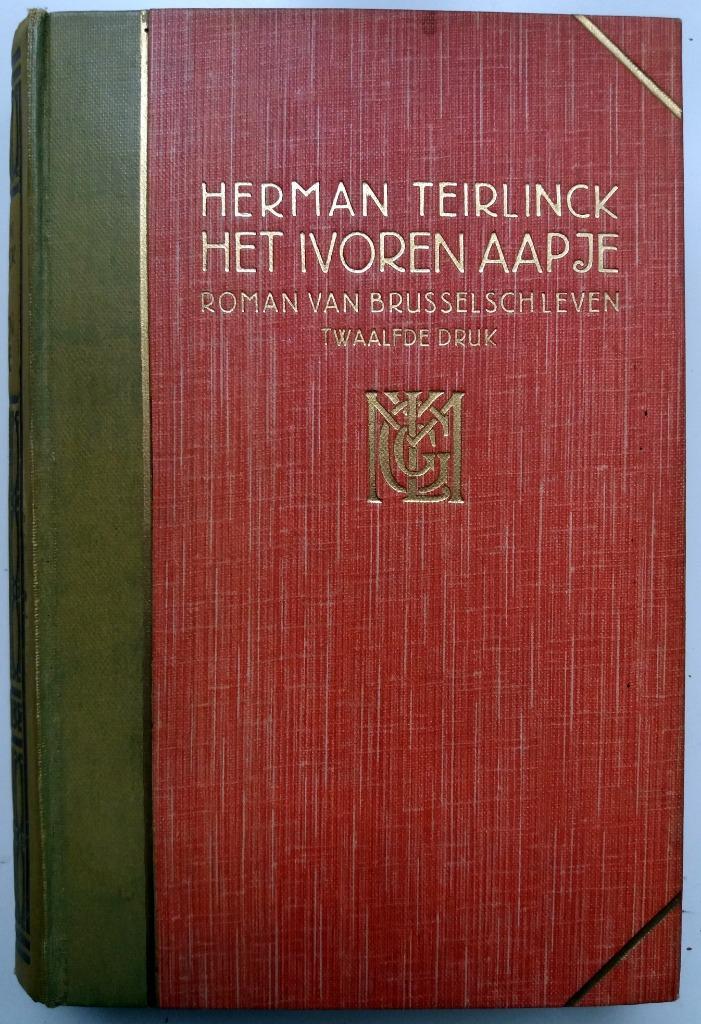 HERMAN TEIRLINCK
HET IVOREN AAPJE
ROMAN VAN BRUSSELSCH LEVEN
TWAALFDE DRUK